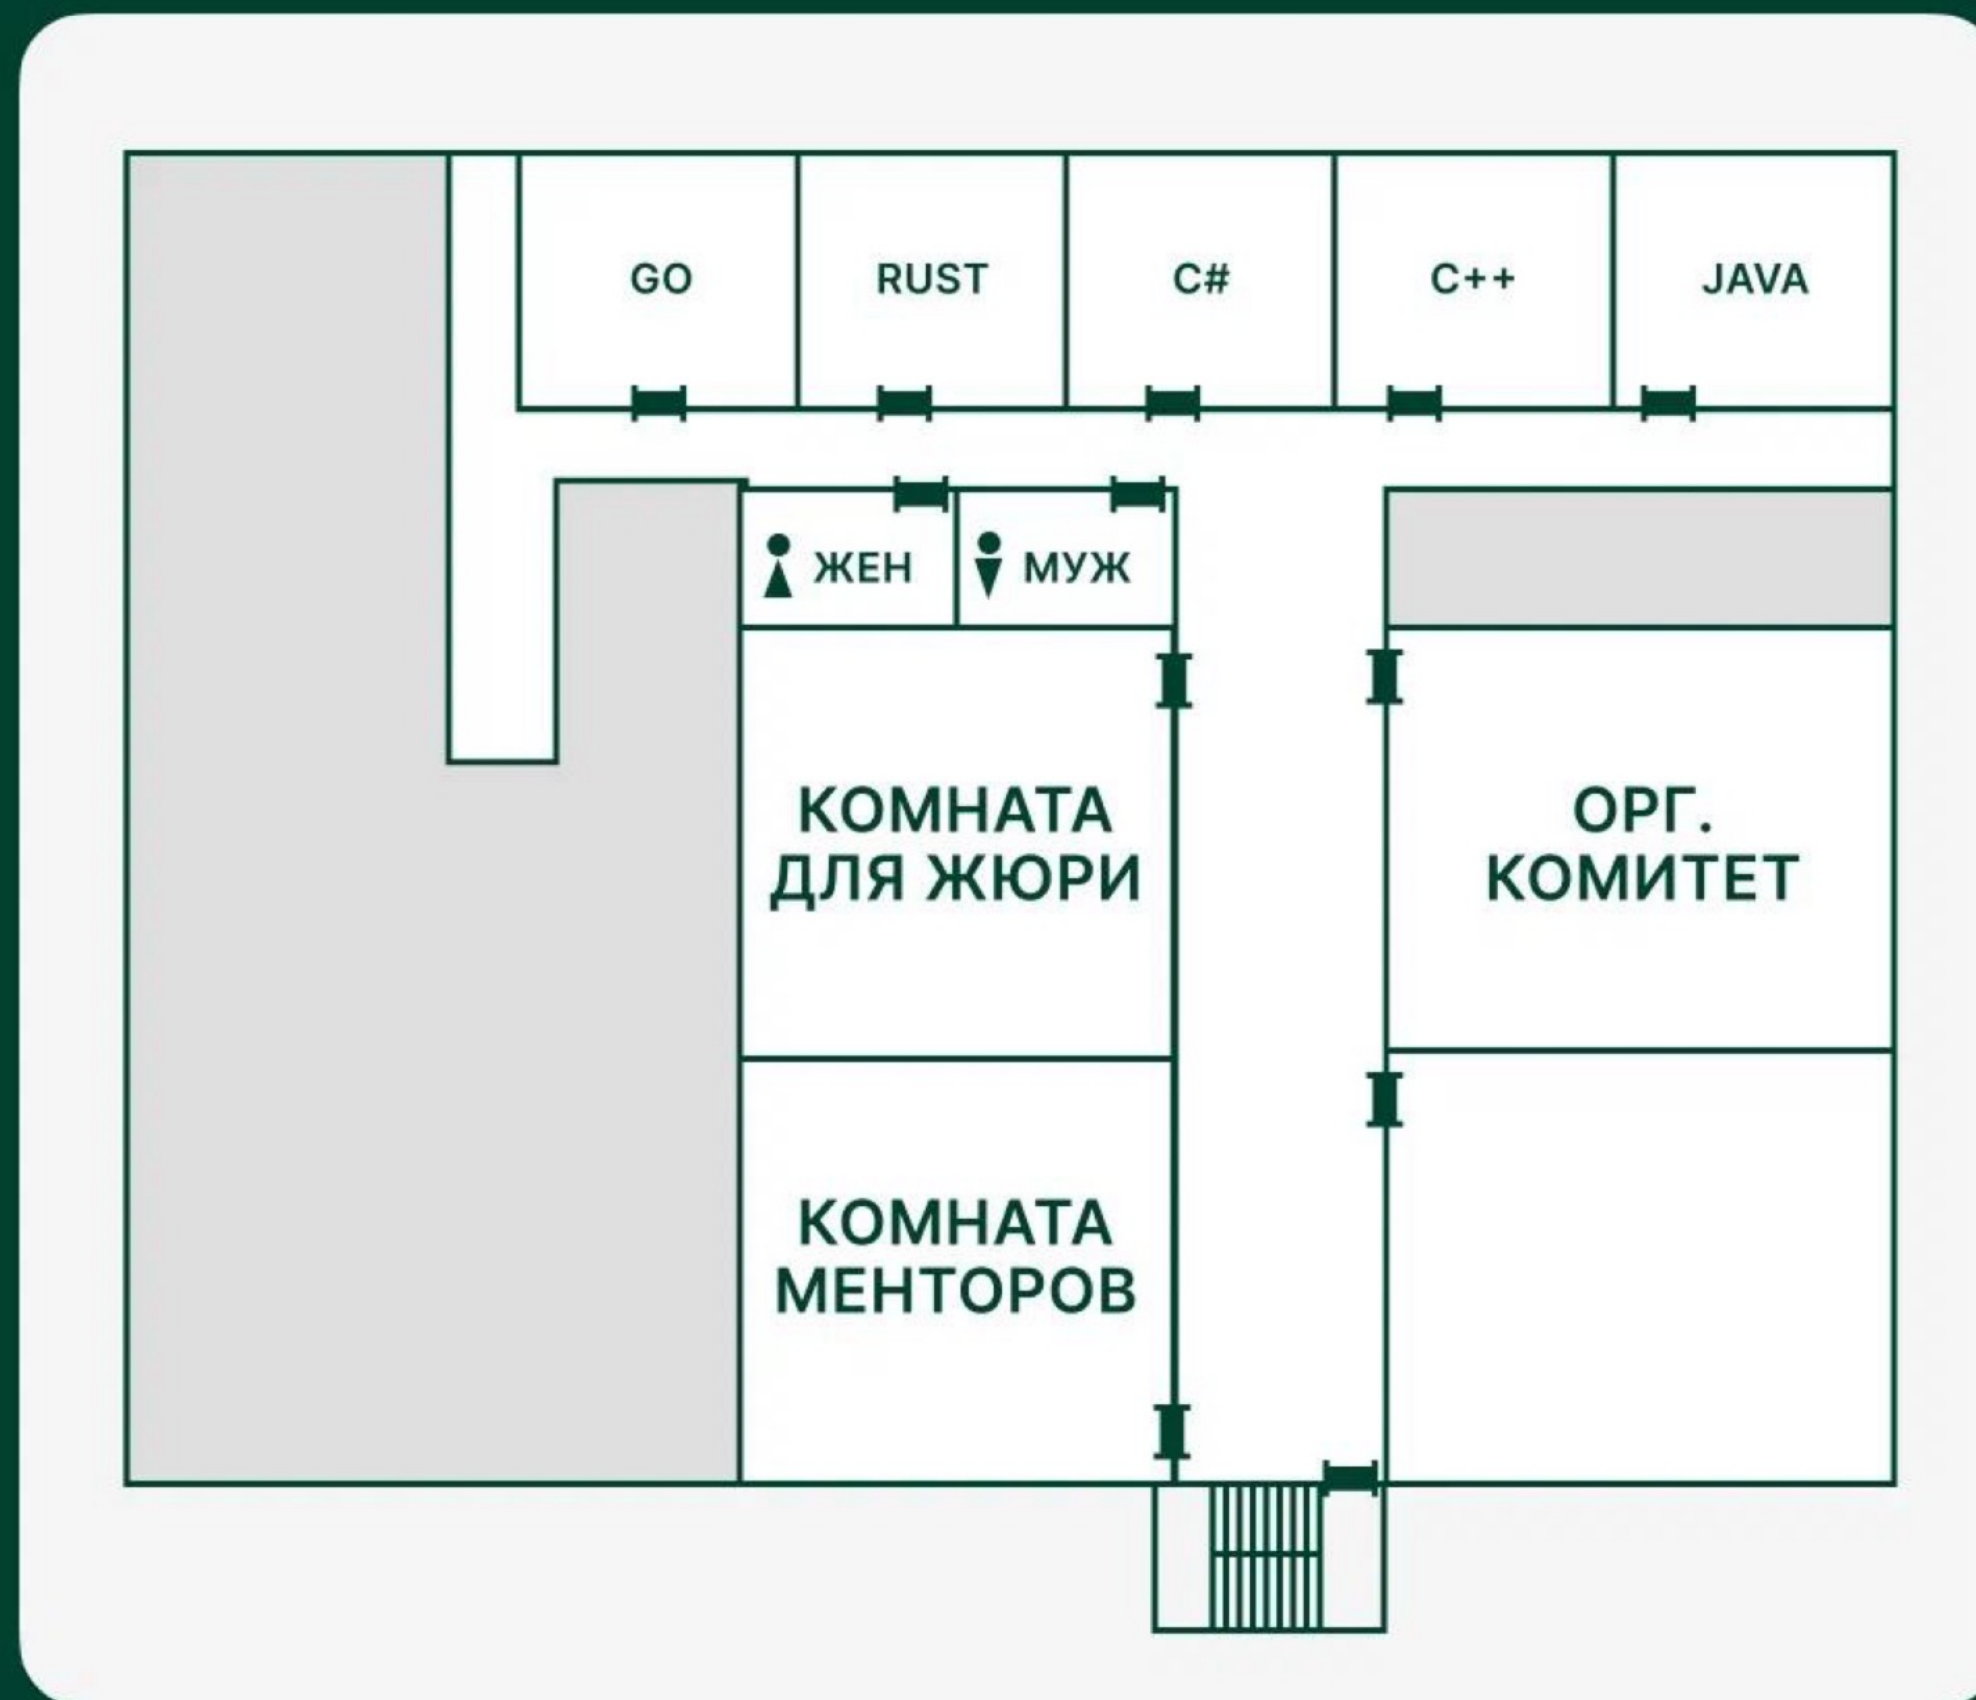 GO
RUST
C#
C++
JAVA
ЖЕН
МУЖ
КОМНАТА
ДЛЯ ЖЮРИ
ОРГ.
КОМИТЕТ
КОМНАТА
МЕНТОРОВ